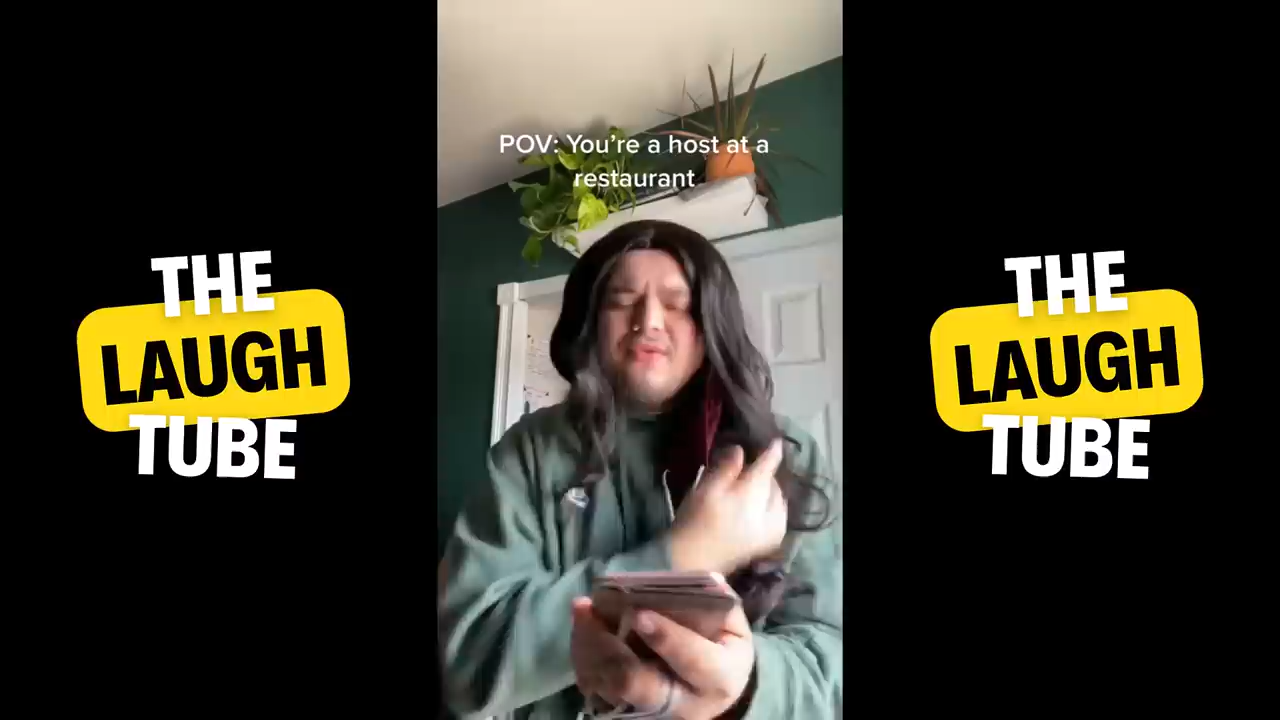 POV: You're a host at a
restaurant
THE
LAUGH
TUBE
THE
LAUGH
TUBE